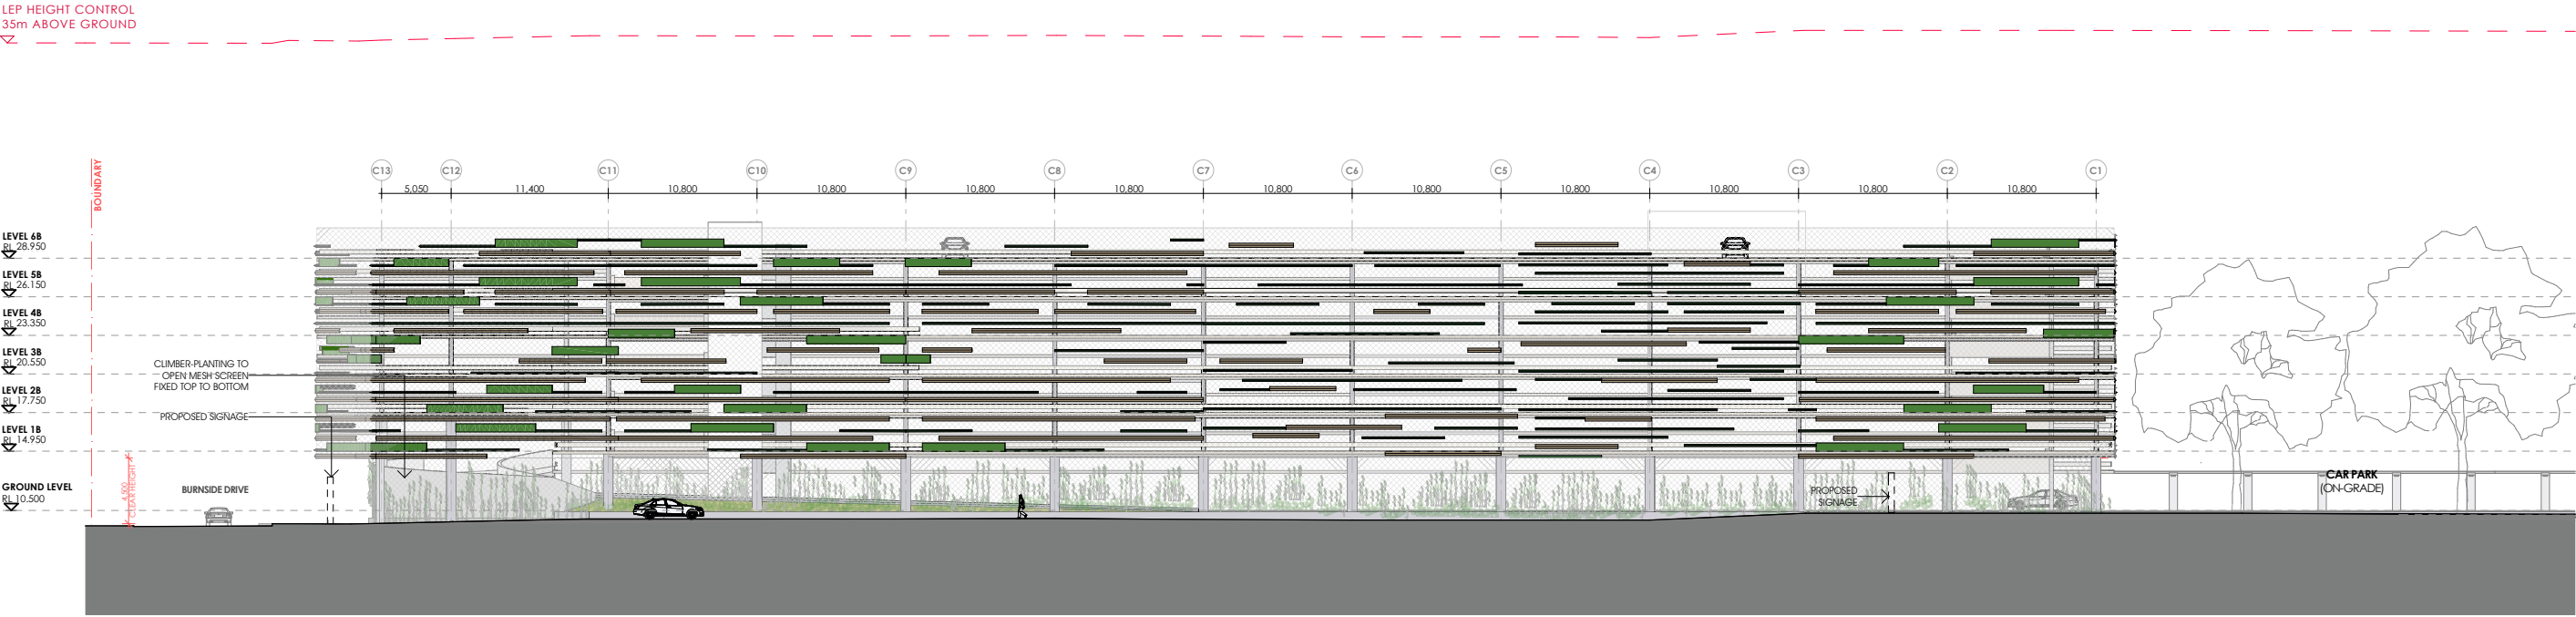 LEP HEIGHT CONTROL
35m ABOVE GROUND
BOUNDARY
C13 C12 C11 C10 C9 C8 C7 C6 C5 C4 C3 C2 C1
5,050 11,400 10,800 10,800 10,800 10,800 10,800 10,800 10,800 10,800 10,800 10,800
LEVEL 6B
RL 28.950
LEVEL 5B
RL 26.150
LEVEL 4B
RL 23.350
LEVEL 3B
RL 20.550
LEVEL 2B
RL 17.750
LEVEL 1B
RL 14.950
GROUND LEVEL
RL 10.500
CLIMBER-PLANTING TO
OPEN MESH SCREEN
FIXED TOP TO BOTTOM
PROPOSED SIGNAGE
4,500
CLEAR HEIGHT
BURNSIDE DRIVE
PROPOSED
SIGNAGE
CAR PARK
(ON-GRADE)